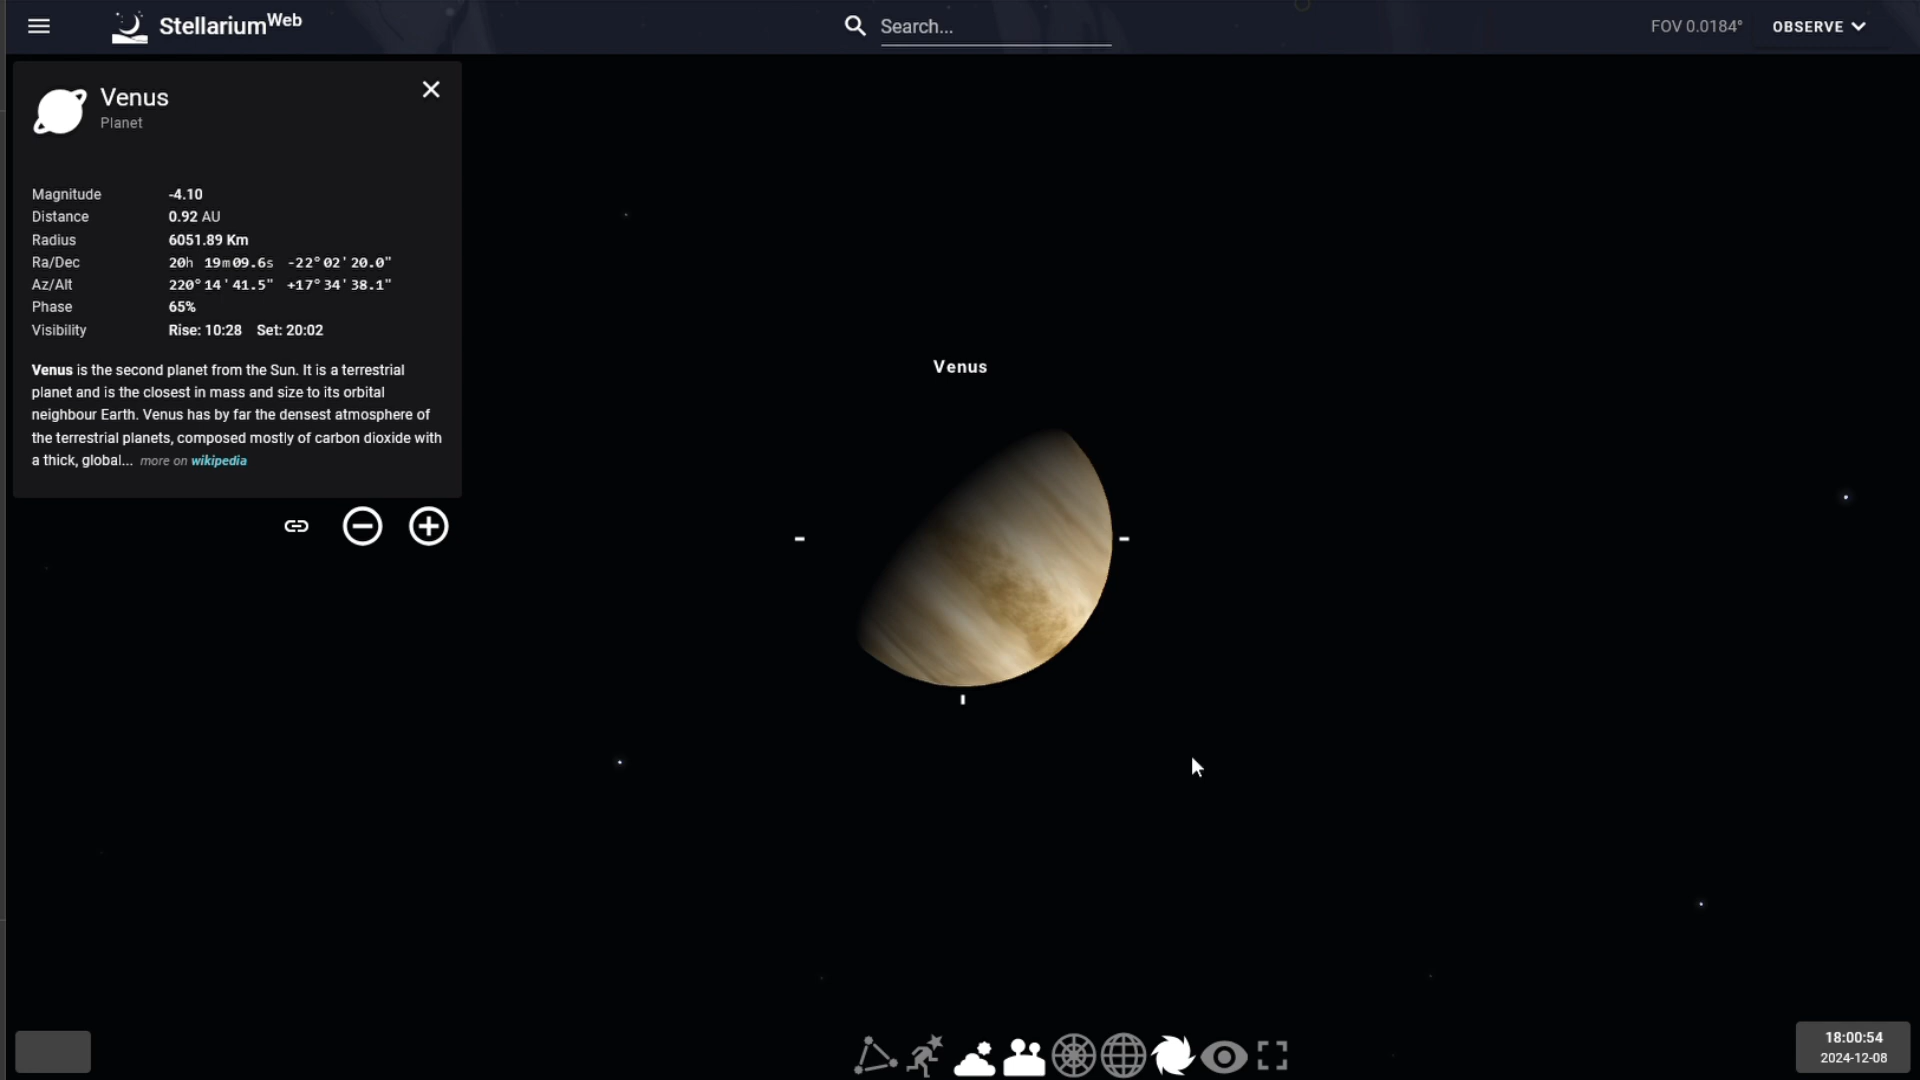 StellariumWeb
Search...
FOV 0.0184°
OBSERVE
Venus
Planet
Magnitude -4.10
Distance 0.92 AU
Radius 6051.89 Km
Ra/Dec 20h 19m09.6s -22°02'20.0"
Az/Alt 220°14'41.5" +17°34'38.1"
Phase 65%
Visibility Rise: 10:28 Set: 20:02
Venus is the second planet from the Sun. It is a terrestrial
planet and is the closest in mass and size to its orbital
neighbour Earth. Venus has by far the densest atmosphere of
the terrestrial planets, composed mostly of carbon dioxide with
a thick, global... more on wikipedia
Venus
18:00:54
2024-12-08